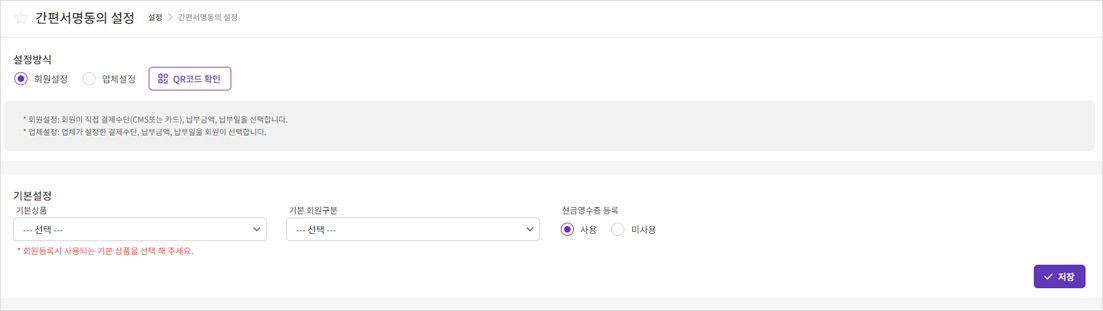 간편서명동의 설정 설정 > 간편서명동의 설정
설정방식
회원설정 업체설정 QR코드 확인
* 회원설정: 회원이 직접 결제수단(CMS또는 카드), 납부금액, 납부일을 선택합니다.
* 업체설정: 업체가 설정한 결제수단, 납부금액, 납부일을 회원이 선택합니다.
기본설정
기본상품 기본 회원구분 현금영수증 등록
--- 선택 --- --- 선택 --- 사용 미사용
* 회원등록시 사용되는 기본 상품을 선택 해 주세요.
저장